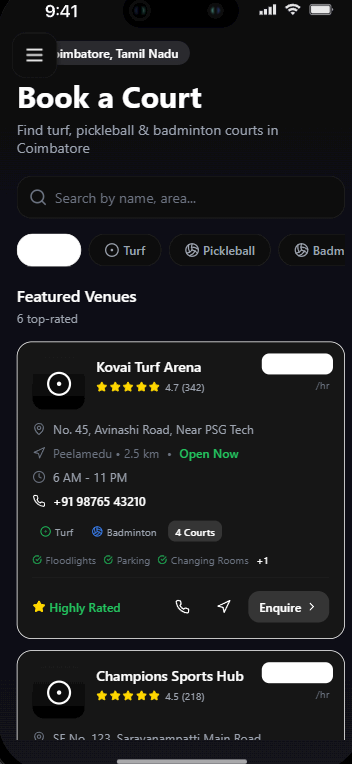 9:41
oimbatore, Tamil Nadu
Book a Court
Find turf, pickleball & badminton courts in
Coimbatore
Search by name, area...
Turf Pickleball Badm
Featured Venues
6 top-rated
Kovai Turf Arena
4.7 (342)
/hr
No. 45, Avinashi Road, Near PSG Tech
Peelamedu • 2.5 km • Open Now
6 AM - 11 PM
+91 98765 43210
Turf Badminton 4 Courts
Floodlights Parking Changing Rooms +1
Highly Rated Enquire
Champions Sports Hub
4.5 (218)
/hr
SF No. 123, Saravanampatti Main Road